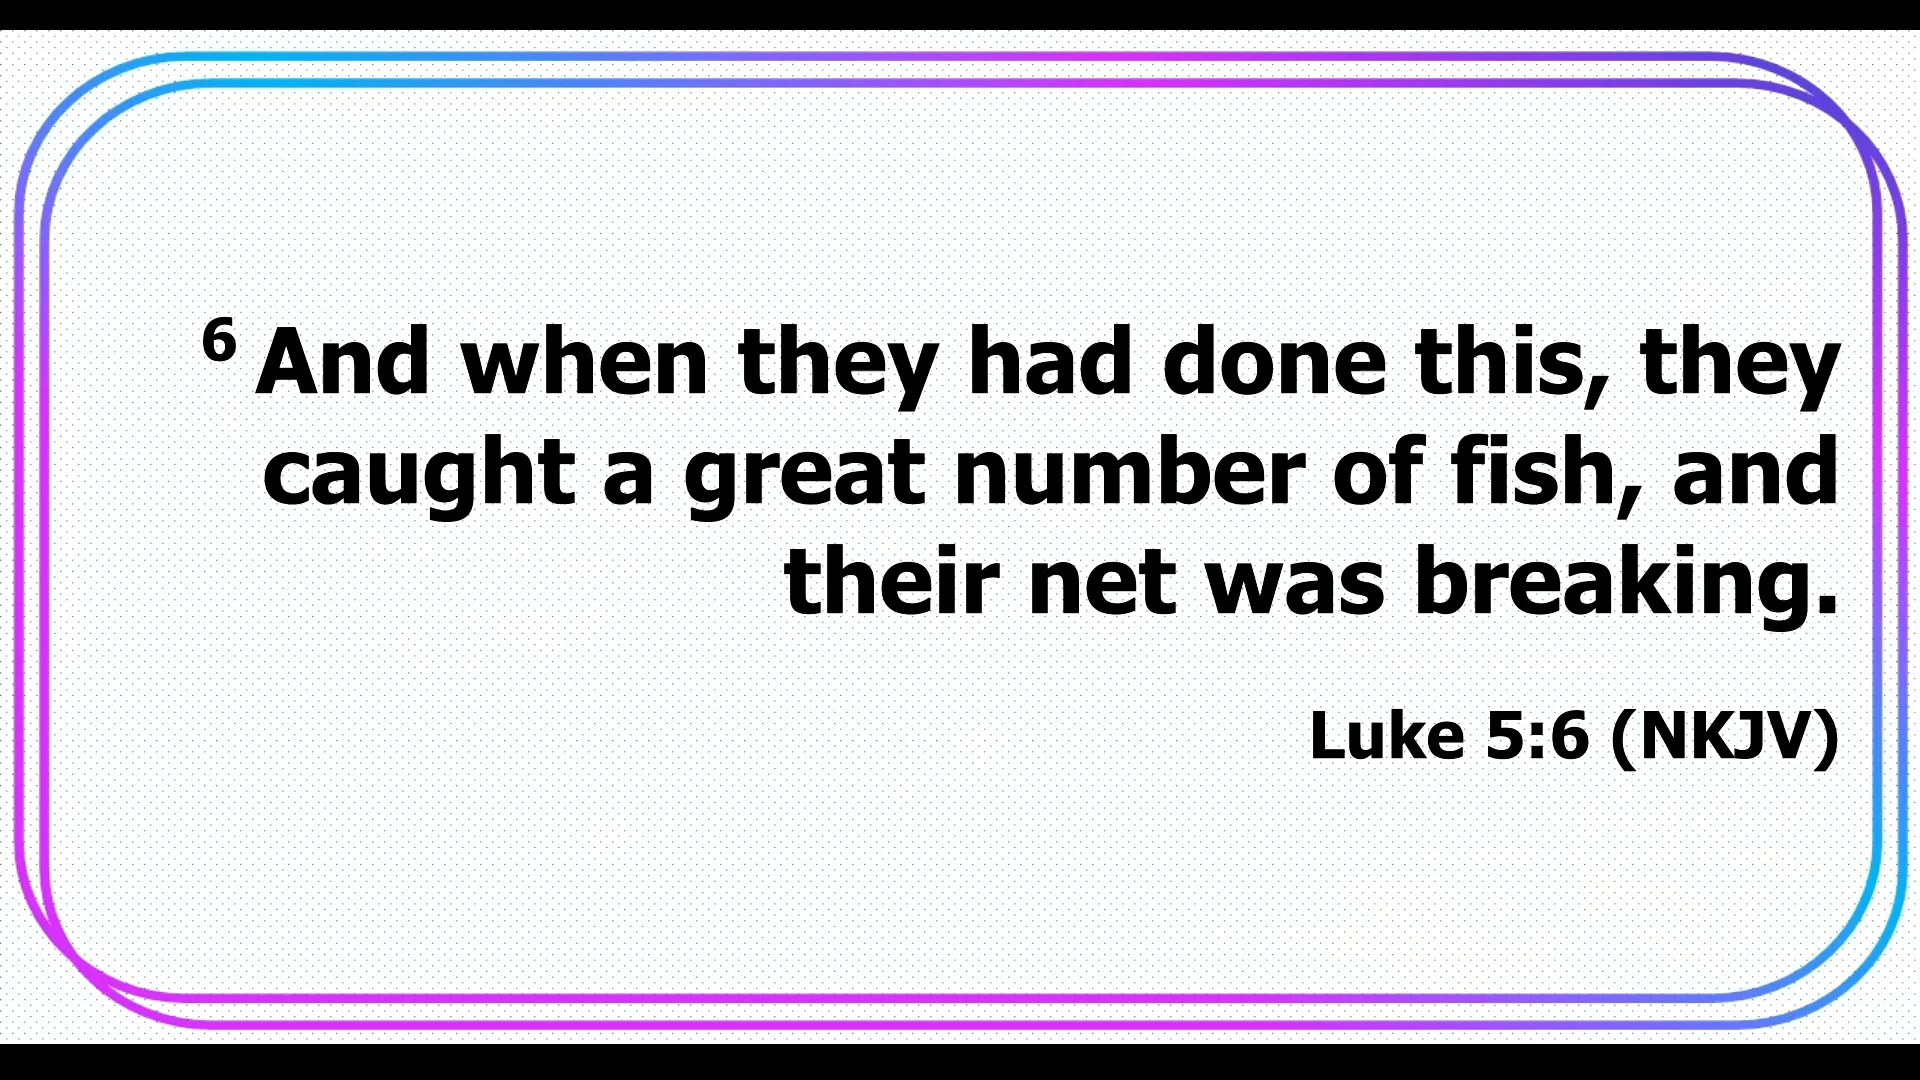 6 And when they had done this, they
caught a great number of fish, and
their net was breaking.
Luke 5:6 (NKJV)